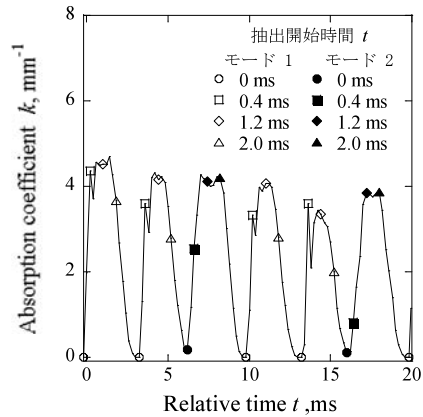 8
6
4
2
0
Absorption coefficient k, mm⁻¹
抽出開始時間 t
モード 1 モード 2
0 ms 0 ms
0.4 ms 0.4 ms
1.2 ms 1.2 ms
2.0 ms 2.0 ms
0 5 10 15 20
Relative time t ,ms